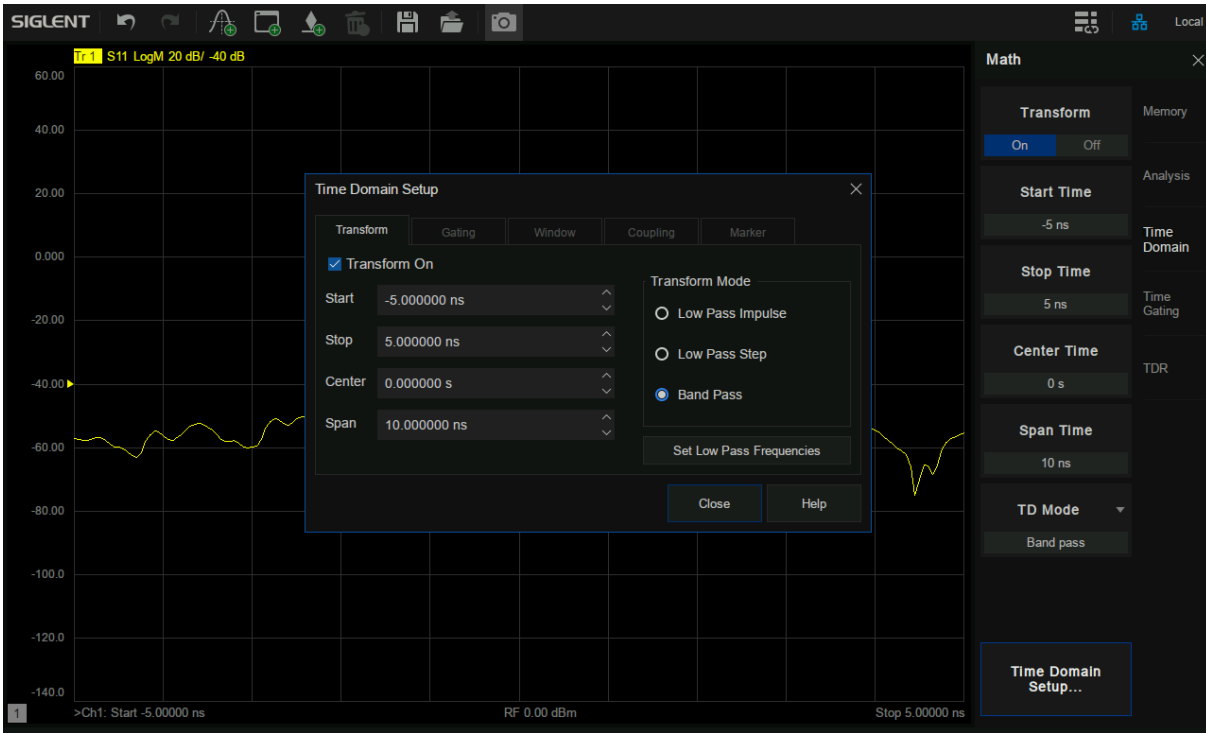 SIGLENT
Local
Tr 1 S11 LogM 20 dB/ -40 dB
60.00
40.00
20.00
0.000
-20.00
-40.00
-60.00
-80.00
-100.0
-120.0
-140.0
1
>Ch1: Start -5.00000 ns
RF 0.00 dBm
Stop 5.00000 ns
Time Domain Setup
Transform
Gating
Window
Coupling
Marker
Transform On
Start
-5.000000 ns
Stop
5.000000 ns
Center
0.000000 s
Span
10.000000 ns
Transform Mode
Low Pass Impulse
Low Pass Step
Band Pass
Set Low Pass Frequencies
Close
Help
Math
Transform
On
Off
Start Time
-5 ns
Stop Time
5 ns
Center Time
0 s
Span Time
10 ns
TD Mode
Band pass
Time Domain
Setup...
Memory
Analysis
Time
Domain
Time
Gating
TDR